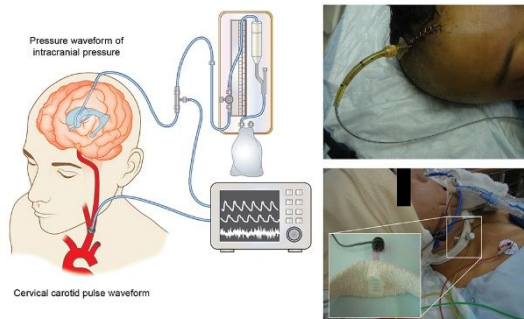 Pressure waveform of
intracranial pressure
Cervical carotid pulse waveform